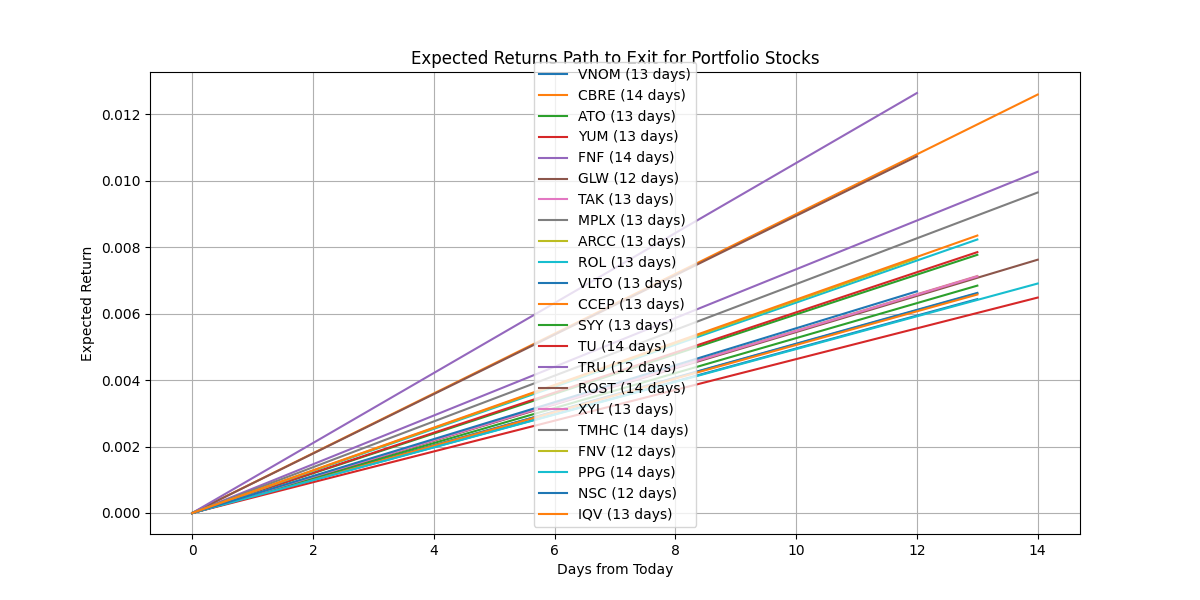 Expected Returns Path to Exit for Portfolio Stocks
VNOM (13 days)
CBRE (14 days)
ATO (13 days)
YUM (13 days)
FNF (14 days)
GLW (12 days)
TAK (13 days)
MPLX (13 days)
ARCC (13 days)
ROL (13 days)
VLTO (13 days)
CCEP (13 days)
SYY (13 days)
TU (14 days)
TRU (12 days)
ROST (14 days)
XYL (13 days)
TMHC (14 days)
FNV (12 days)
PPG (14 days)
NSC (12 days)
IQV (13 days)
0.012
0.010
0.008
0.006
0.004
0.002
0.000
Expected Return
0 2 4 6 8 10 12 14
Days from Today